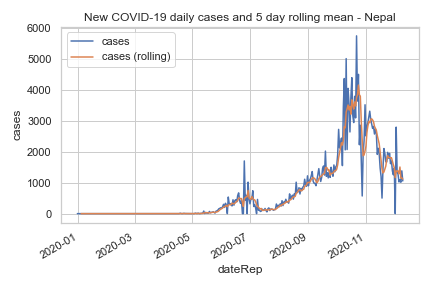 New COVID-19 daily cases and 5 day rolling mean - Nepal
cases
cases (rolling)
6000
5000
4000
3000
2000
1000
0
cases
2020-01
2020-03
2020-05
2020-07
2020-09
2020-11
dateRep